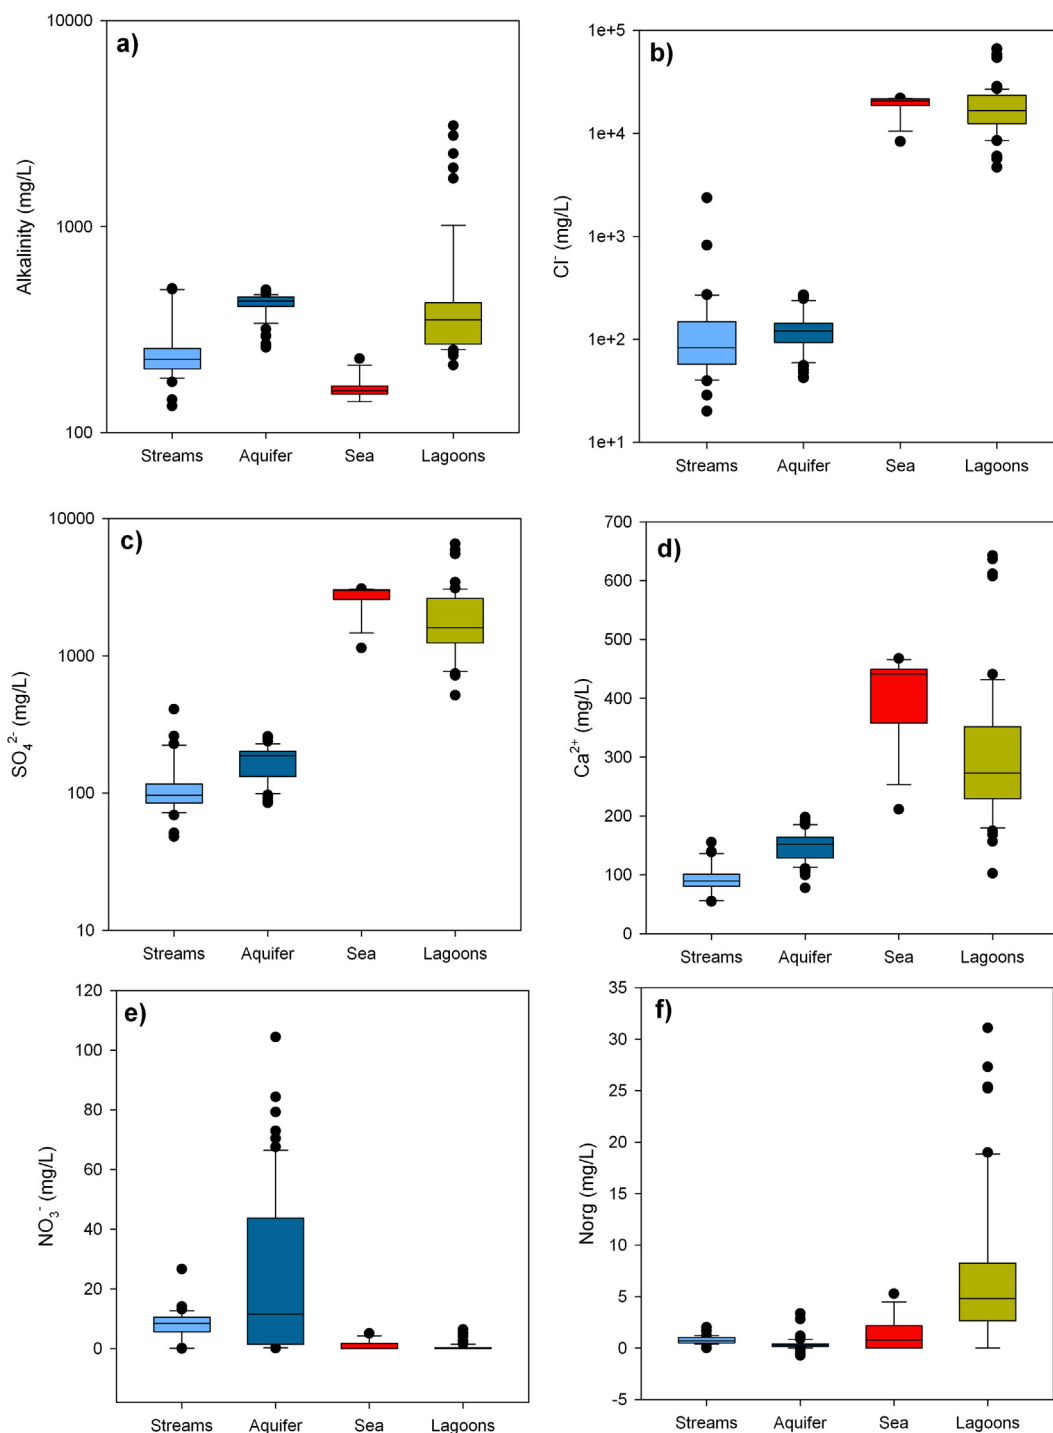 a)
10000
1000
100
Alkalinity (mg/L)
Streams Aquifer Sea Lagoons
b)
1e+5
1e+4
1e+3
1e+2
1e+1
Cl⁻ (mg/L)
Streams Aquifer Sea Lagoons
c)
10000
1000
100
10
SO₄²⁻ (mg/L)
Streams Aquifer Sea Lagoons
d)
700
600
500
400
300
200
100
0
Ca²⁺ (mg/L)
Streams Aquifer Sea Lagoons
e)
120
100
80
60
40
20
0
NO₃⁻ (mg/L)
Streams Aquifer Sea Lagoons
f)
35
30
25
20
15
10
5
0
-5
Norg (mg/L)
Streams Aquifer Sea Lagoons